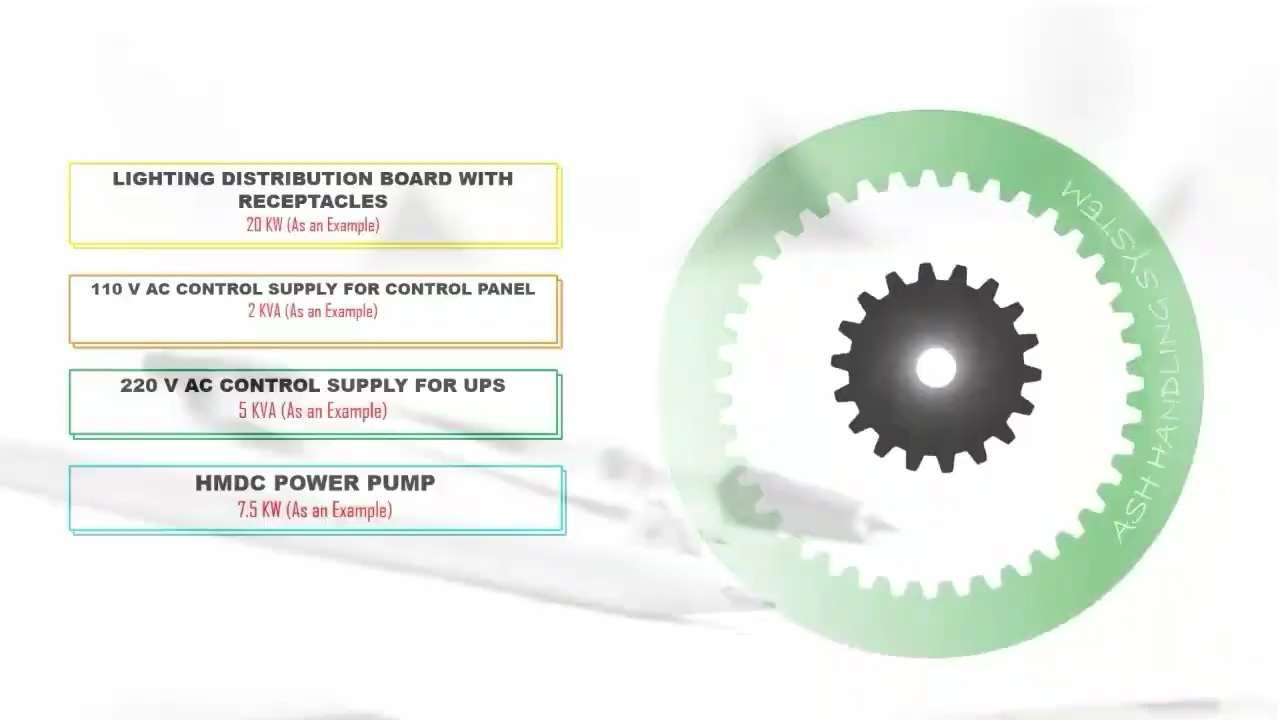 LIGHTING DISTRIBUTION BOARD WITH
RECEPTACLES
20 KW (As an Example)
110 V AC CONTROL SUPPLY FOR CONTROL PANEL
2 KVA (As an Example)
220 V AC CONTROL SUPPLY FOR UPS
5 KVA (As an Example)
HMDC POWER PUMP
7.5 KW (As an Example)
ASH HANDLING SYSTEM